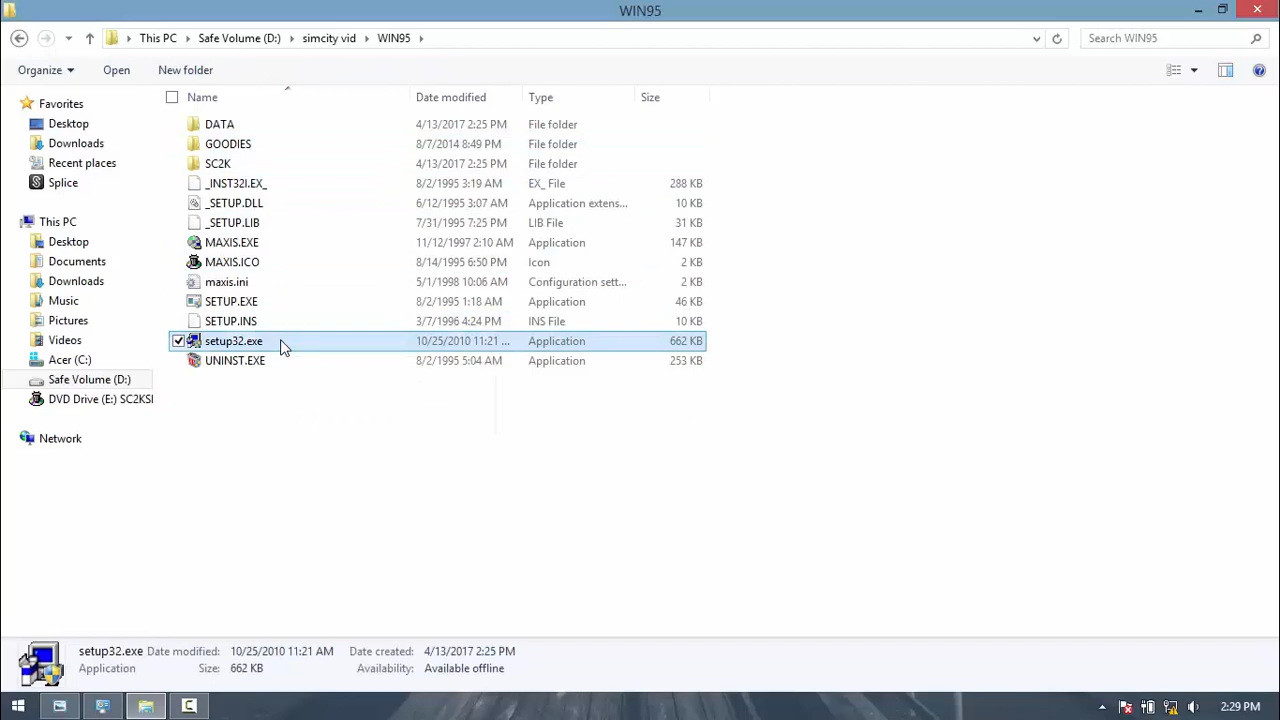 WIN95
This PC Safe Volume (D:) simcity vid WIN95 Search WIN95
Organize Open New folder
Favorites
Desktop
Downloads
Recent places
Splice
This PC
Desktop
Documents
Downloads
Music
Pictures
Videos
Acer (C:)
Safe Volume (D:)
DVD Drive (E:) SC2KSI
Network
Name Date modified Type Size
DATA 4/13/2017 2:25 PM File folder
GOODIES 8/7/2014 8:49 PM File folder
SC2K 4/13/2017 2:25 PM File folder
_INST32I.EX_ 8/2/1995 3:19 AM EX_ File 288 KB
_SETUP.DLL 6/12/1995 3:07 AM Application extens... 10 KB
_SETUP.LIB 7/31/1995 7:25 PM LIB File 31 KB
MAXIS.EXE 11/12/1997 2:10 AM Application 147 KB
MAXIS.ICO 8/14/1995 6:50 PM Icon 2 KB
maxis.ini 5/1/1998 10:06 AM Configuration sett... 2 KB
SETUP.EXE 8/2/1995 1:18 AM Application 46 KB
SETUP.INS 3/7/1996 4:24 PM INS File 10 KB
setup32.exe 10/25/2010 11:21 ... Application 662 KB
UNINST.EXE 8/2/1995 5:04 AM Application 253 KB
setup32.exe Date modified: 10/25/2010 11:21 AM Date created: 4/13/2017 2:25 PM
Application Size: 662 KB Availability: Available offline
2:29 PM